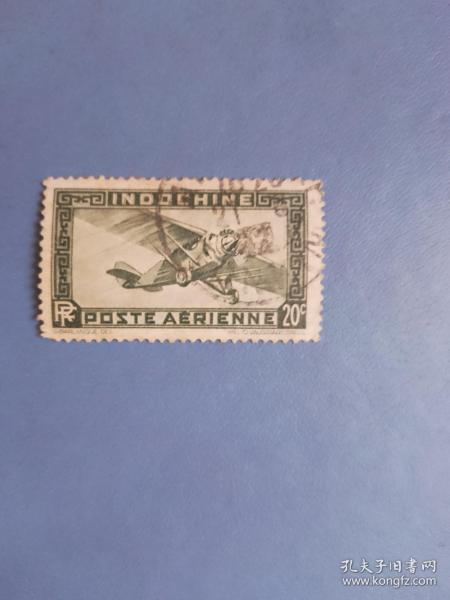 INDOCHINE
RF POSTE AÉRIENNE 20c
孔夫子旧书网
www.kongfz.com